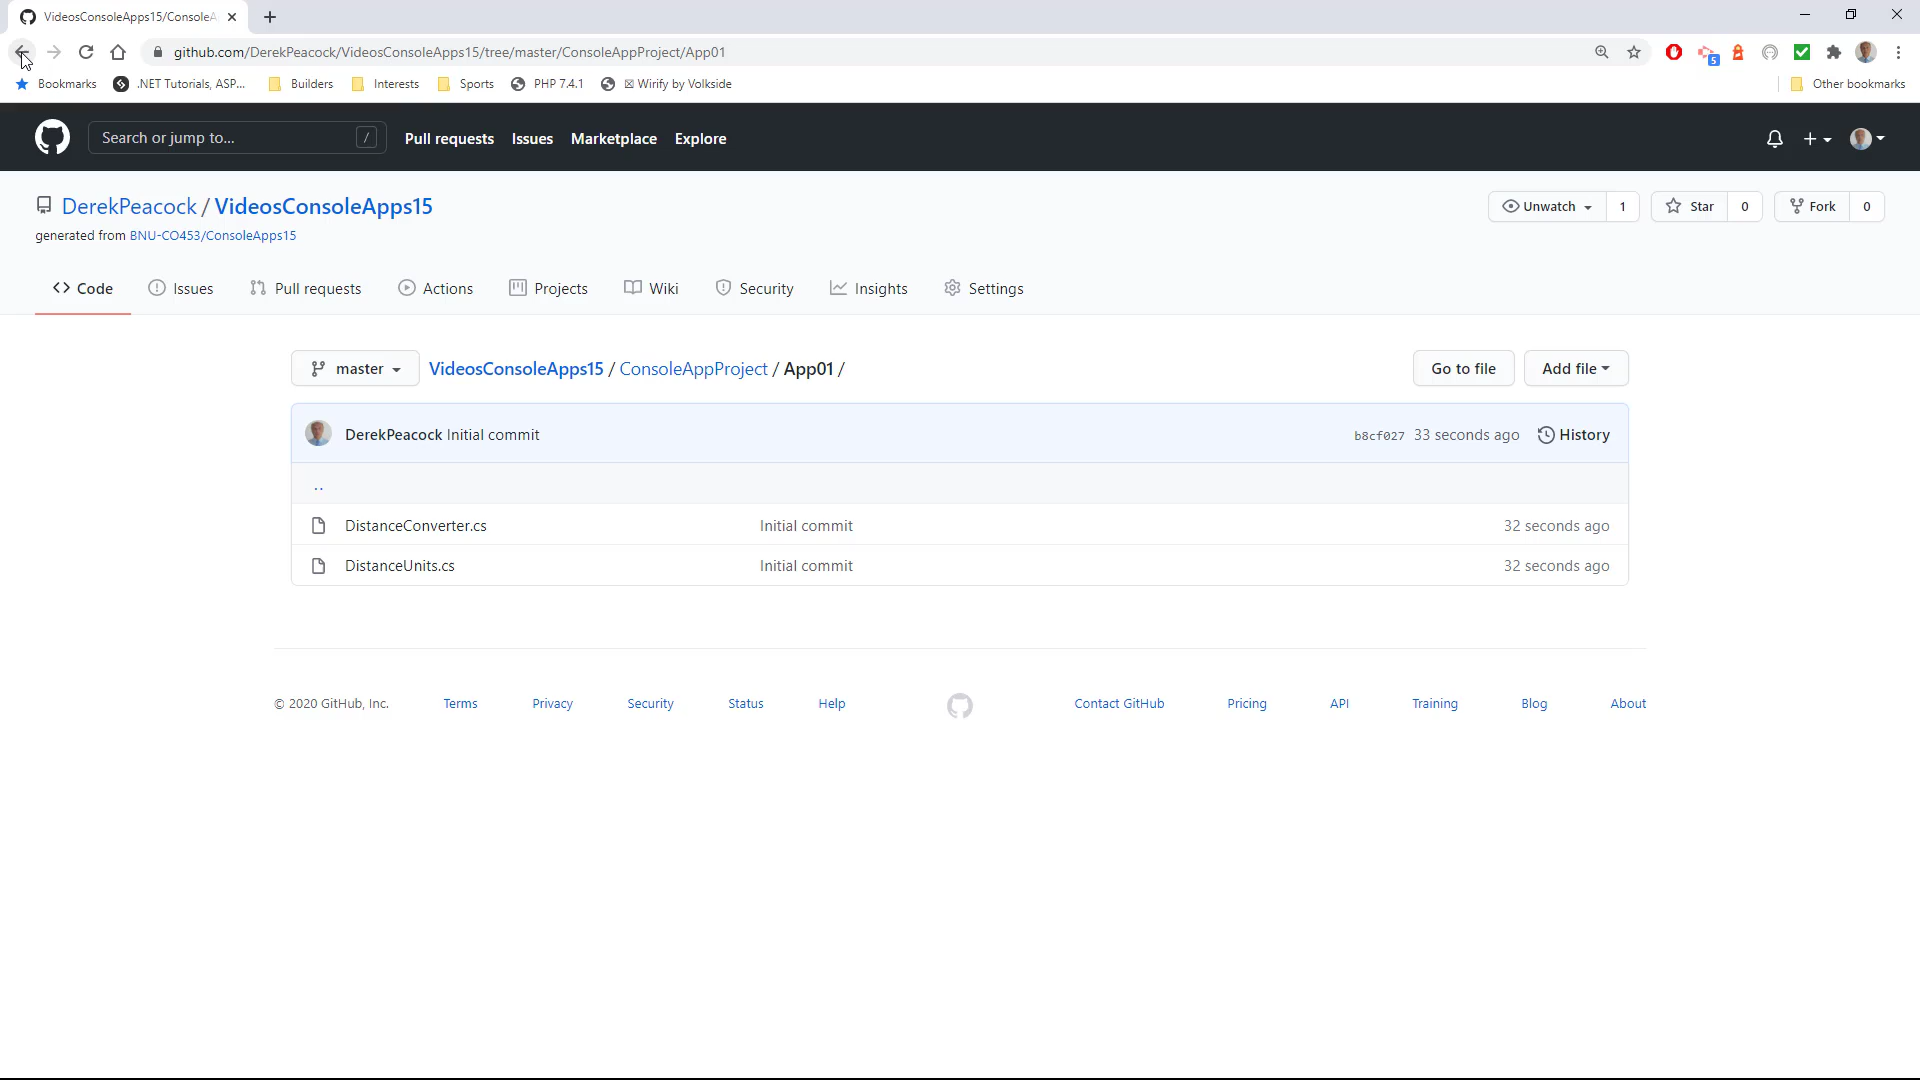 VideosConsoleApps15/ConsoleA
github.com/DerekPeacock/VideosConsoleApps15/tree/master/ConsoleAppProject/App01
5
Bookmarks .NET Tutorials, ASP... Builders Interests Sports PHP 7.4.1 Wirify by Volkside Other bookmarks
Search or jump to... / Pull requests Issues Marketplace Explore
DerekPeacock / VideosConsoleApps15 Unwatch 1 Star 0 Fork 0
generated from BNU-CO453/ConsoleApps15
Code Issues Pull requests Actions Projects Wiki Security Insights Settings
master VideosConsoleApps15 / ConsoleAppProject / App01 / Go to file Add file
DerekPeacock Initial commit b8cf027 33 seconds ago History
..
DistanceConverter.cs Initial commit 32 seconds ago
DistanceUnits.cs Initial commit 32 seconds ago
© 2020 GitHub, Inc. Terms Privacy Security Status Help Contact GitHub Pricing API Training Blog About